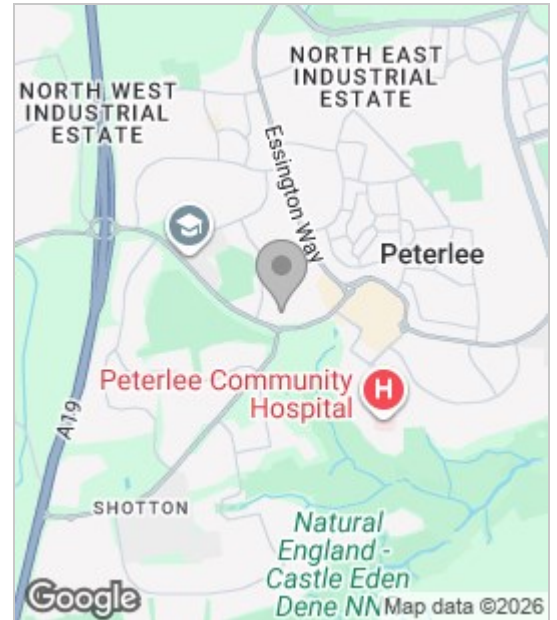 NORTH EAST
INDUSTRIAL
ESTATE
NORTH WEST
INDUSTRIAL
ESTATE
Essington Way
Peterlee
Peterlee Community
Hospital
H
A19
SHOTTON
Natural
England -
Castle Eden
Dene NN
Google
Map data ©2026